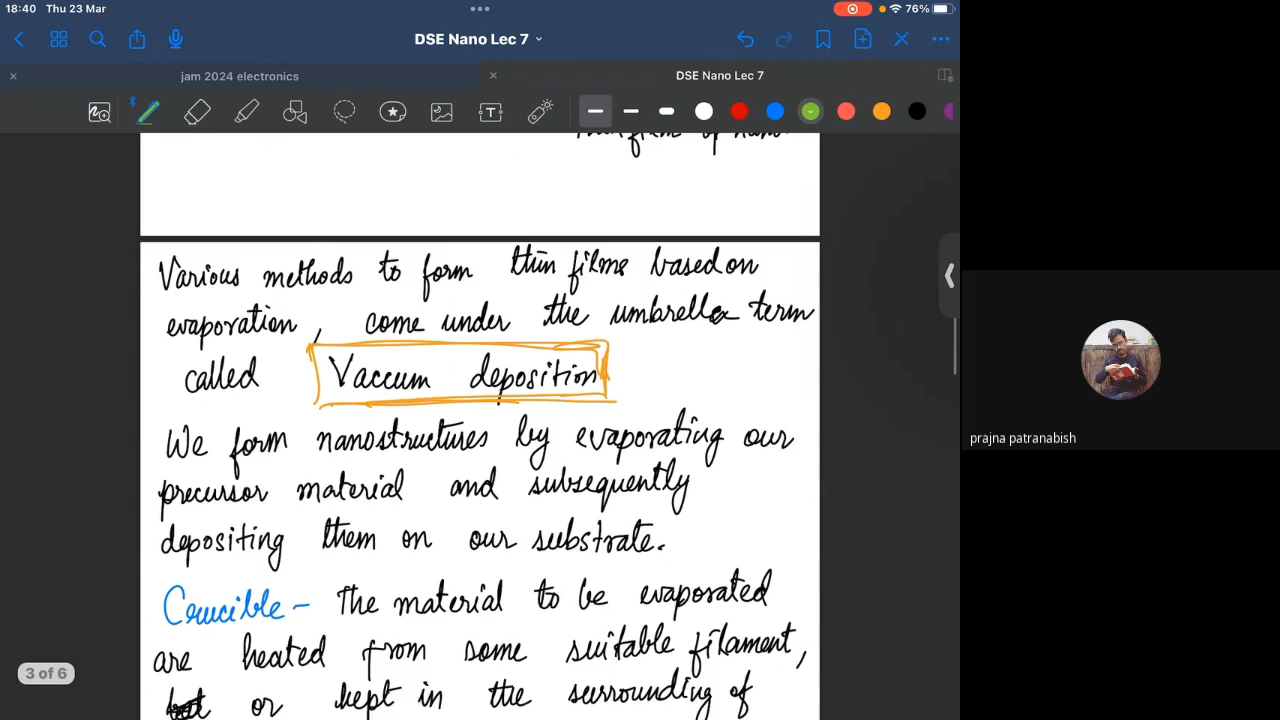 18:40 Thu 23 Mar
76%
DSE Nano Lec 7
jam 2024 electronics
DSE Nano Lec 7
film of nano
Various methods to form thin films based on
evaporation, come under the umbrella term
called Vaccum deposition
We form nanostructures by evaporating our
precursor material and subsequently
depositing them on our substrate.
Crucible - The material to be evaporated
are heated from some suitable filament,
or kept in the surrounding of
3 of 6
prajna patranabish